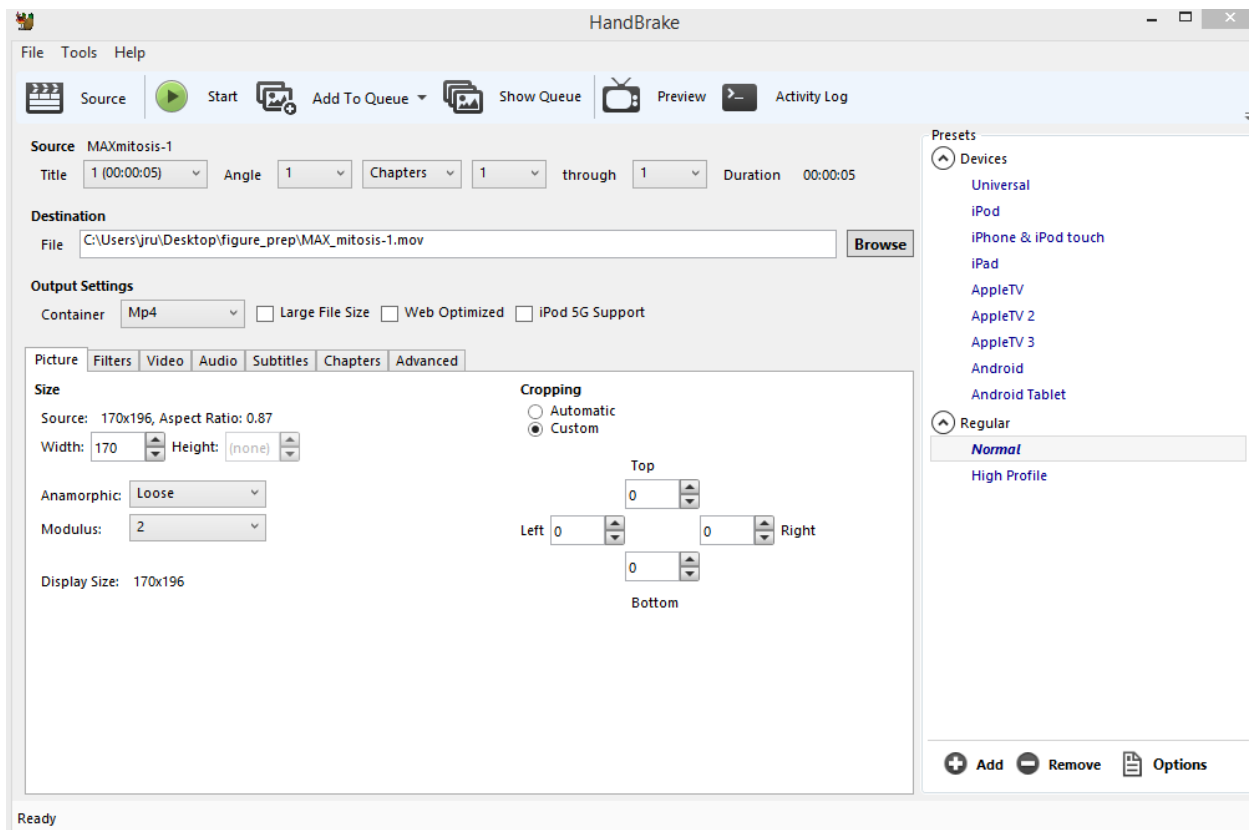 HandBrake
File Tools Help
Source Start Add To Queue Show Queue Preview >_ Activity Log
Source MAXmitosis-1
Title 1 (00:00:05) Angle 1 Chapters 1 through 1 Duration 00:00:05
Destination
File C:\Users\jru\Desktop\figure_prep\MAX_mitosis-1.mov Browse
Output Settings
Container Mp4 Large File Size Web Optimized iPod 5G Support
Picture Filters Video Audio Subtitles Chapters Advanced
Size
Source: 170x196, Aspect Ratio: 0.87
Width: 170 Height: (none)
Anamorphic: Loose
Modulus: 2
Display Size: 170x196
Cropping
Automatic
Custom
Top
0
Left 0 0 Right
0
Bottom
Presets
Devices
Universal
iPod
iPhone & iPod touch
iPad
AppleTV
AppleTV 2
AppleTV 3
Android
Android Tablet
Regular
Normal
High Profile
Add Remove Options
Ready